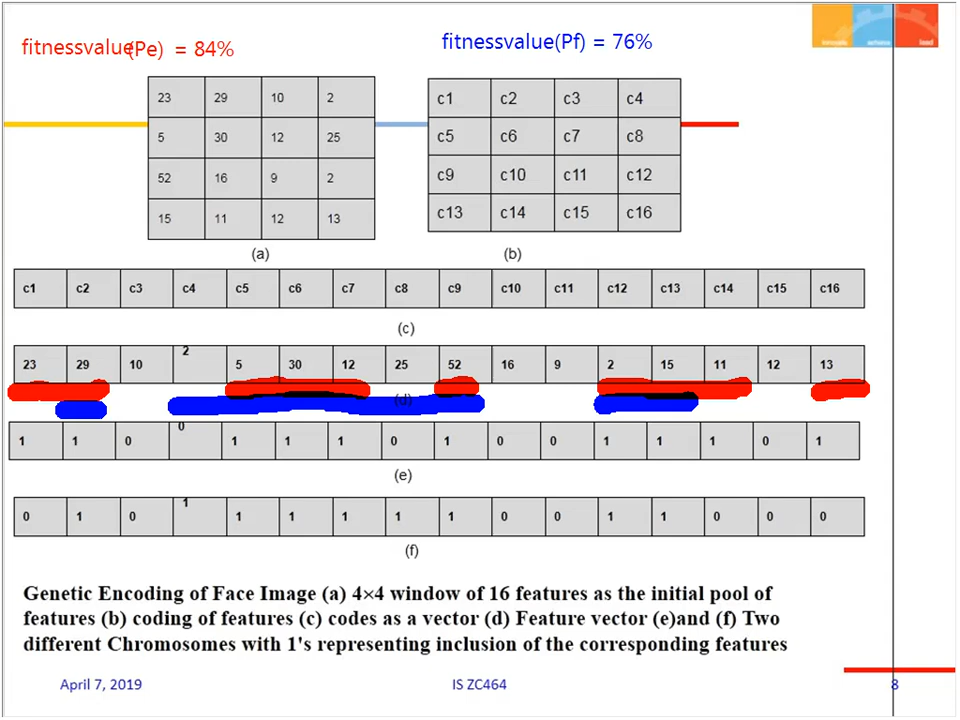 fitnessvalue(Pe) = 84%
fitnessvalue(Pf) = 76%
23 29 10 2
5 30 12 25
52 16 9 2
15 11 12 13
(a)
c1 c2 c3 c4
c5 c6 c7 c8
c9 c10 c11 c12
c13 c14 c15 c16
(b)
c1 c2 c3 c4 c5 c6 c7 c8 c9 c10 c11 c12 c13 c14 c15 c16
(c)
23 29 10 2 5 30 12 25 52 16 9 2 15 11 12 13
(d)
1 1 0 0 1 1 1 0 1 0 0 1 1 1 0 1
(e)
0 1 0 1 1 1 1 1 1 0 0 1 1 0 0 0
(f)
Genetic Encoding of Face Image (a) 4×4 window of 16 features as the initial pool of
features (b) coding of features (c) codes as a vector (d) Feature vector (e)and (f) Two
different Chromosomes with 1's representing inclusion of the corresponding features
April 7, 2019
IS ZC464
8